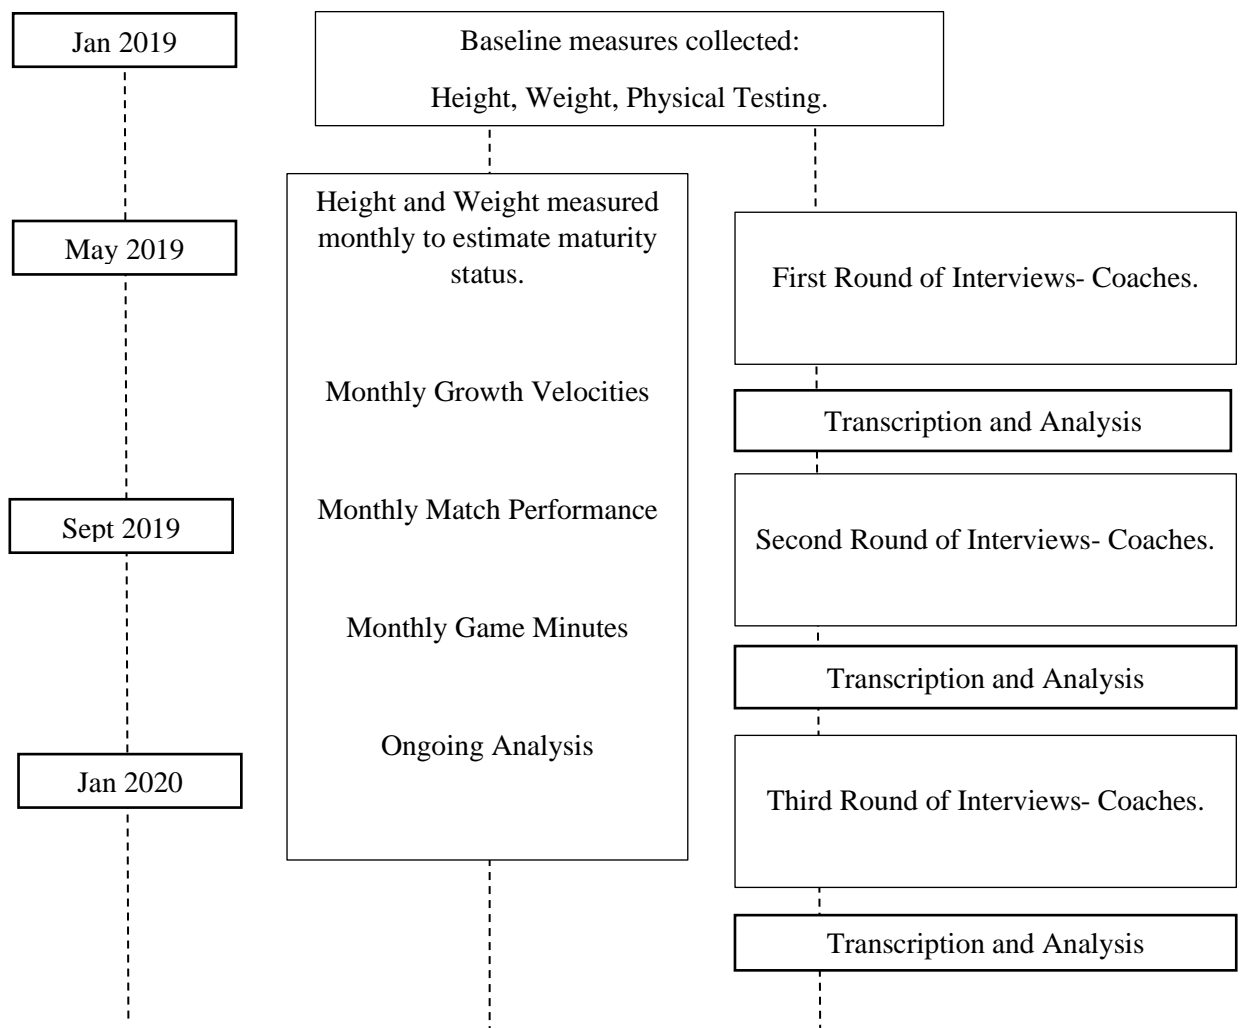 Jan 2019
Baseline measures collected:
Height, Weight, Physical Testing.
Height and Weight measured
monthly to estimate maturity
status.
May 2019
First Round of Interviews- Coaches.
Monthly Growth Velocities
Transcription and Analysis
Monthly Match Performance
Sept 2019
Second Round of Interviews- Coaches.
Monthly Game Minutes
Transcription and Analysis
Ongoing Analysis
Jan 2020
Third Round of Interviews- Coaches.
Transcription and Analysis